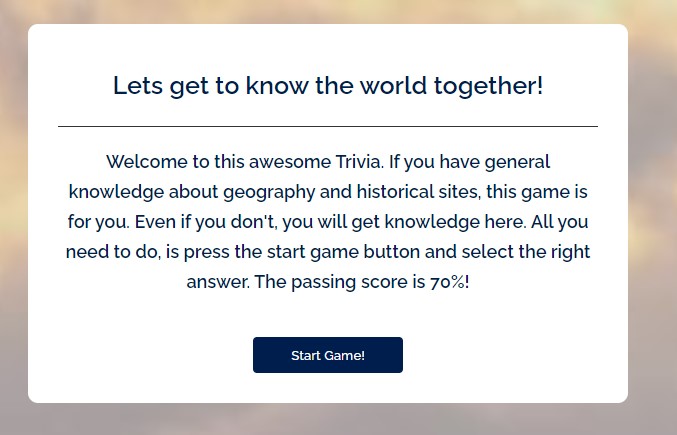 Lets get to know the world together!
Welcome to this awesome Trivia. If you have general
knowledge about geography and historical sites, this game is
for you. Even if you don't, you will get knowledge here. All you
need to do, is press the start game button and select the right
answer. The passing score is 70%!
Start Game!